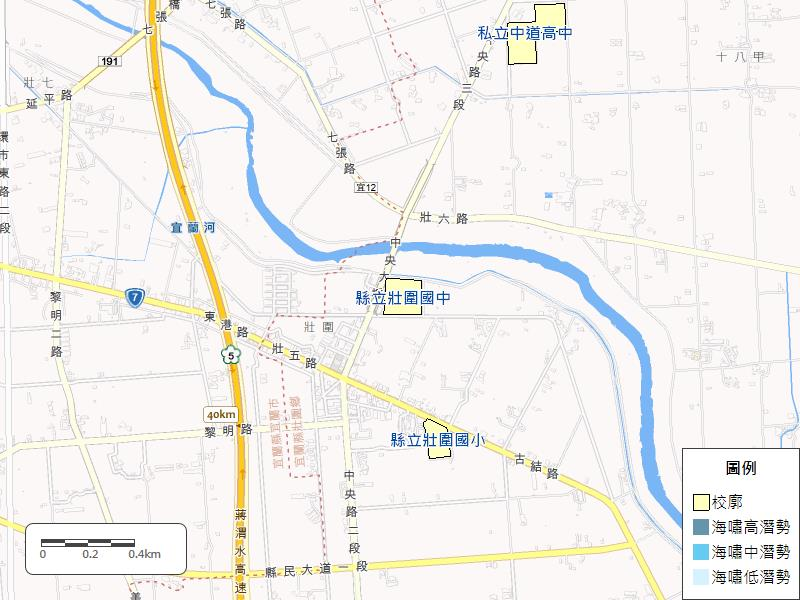 橋
七張
七張路
私立中道高中
中央路三段
十八甲
191
壯七
延平路
環市東路二段
七張路
宜12
壯六路
宜蘭河
中央
縣立壯圍國中
7
黎明二路
東港路
壯圍
壯五路
5
40km
黎明路
宜蘭縣宜蘭市
宜蘭縣壯圍鄉
縣立壯圍國小
古結路
中央路二段
蔣渭水高速
縣民大道一段
美
0 0.2 0.4km
圖例
校廓
海嘯高潛勢
海嘯中潛勢
海嘯低潛勢